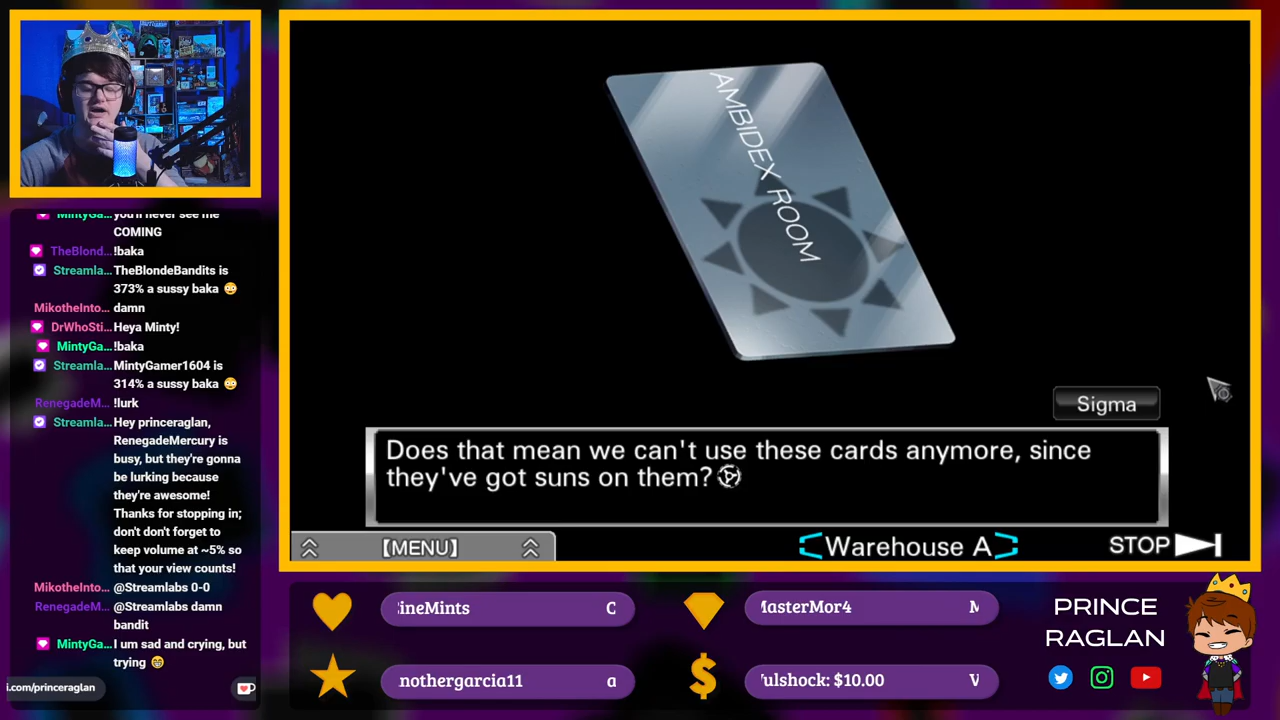 MintyGa... you'll never see me
COMING
TheBlond... !baka
Streamla... TheBlondeBandits is
373% a sussy baka 😳
MikotheInto... damn
DrWhoSti... Heya Minty!
MintyGa... !baka
Streamla... MintyGamer1604 is
314% a sussy baka 😳
RenegadeM... !lurk
Streamla... Hey princeraglan,
RenegadeMercury is
busy, but they're gonna
be lurking because
they're awesome!
Thanks for stopping in;
don't don't forget to
keep volume at ~5% so
that your view counts!
MikotheInto... @Streamlabs 0-0
RenegadeM... @Streamlabs damn
bandit
MintyGa... I um sad and crying, but
trying 😁
i.com/princeraglan
AMBIDEX ROOM
Sigma
Does that mean we can't use these cards anymore, since
they've got suns on them?
【MENU】
Warehouse A
STOP
ineMints C
MasterMor4
nothergarcia11 a
ulshock: $10.00 V
PRINCE
RAGLAN